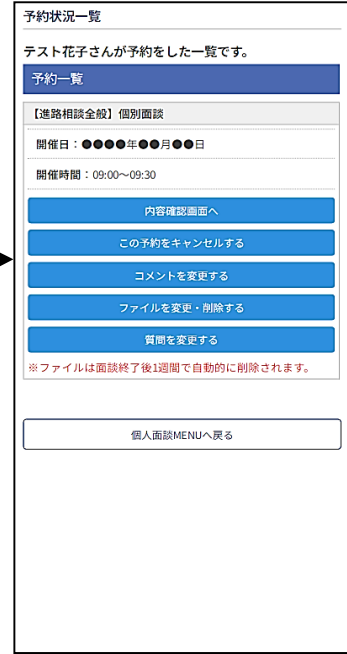 予約状況一覧
テスト花子さんが予約をした一覧です。
予約一覧
【進路相談全般】個別面談
開催日：●●●●年●●月●●日
開催時間：09:00～09:30
内容確認画面へ
この予約をキャンセルする
コメントを変更する
ファイルを変更・削除する
質問を変更する
※ファイルは面談終了後1週間で自動的に削除されます。
個人面談MENUへ戻る